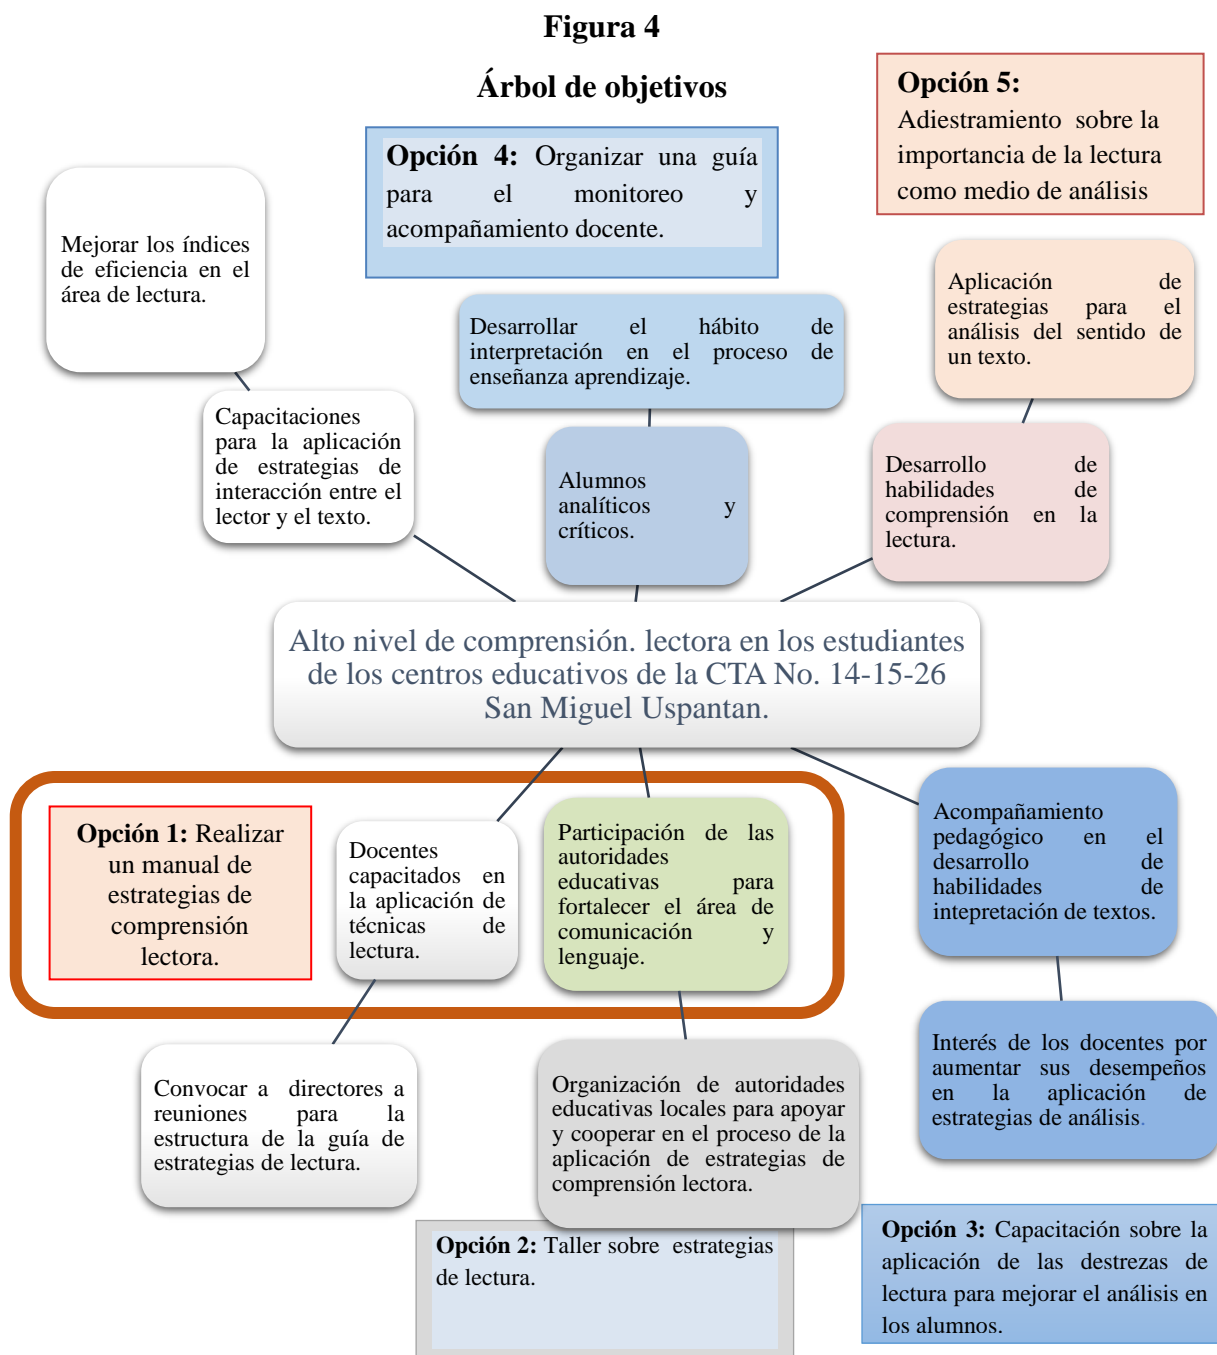 Figura 4
Árbol de objetivos
Opción 5:
Adiestramiento sobre la
importancia de la lectura
como medio de análisis
Opción 4: Organizar una guía
para el monitoreo y
acompañamiento docente.
Mejorar los índices
de eficiencia en el
área de lectura.
Desarrollar el hábito de
interpretación en el proceso de
enseñanza aprendizaje.
Aplicación de
estrategias para el
análisis del sentido de
un texto.
Capacitaciones
para la aplicación
de estrategias de
interacción entre el
lector y el texto.
Alumnos
analíticos y
críticos.
Desarrollo de
habilidades de
comprensión en la
lectura.
Alto nivel de comprensión. lectora en los estudiantes
de los centros educativos de la CTA No. 14-15-26
San Miguel Uspantan.
Opción 1: Realizar
un manual de
estrategias de
comprensión
lectora.
Docentes
capacitados en
la aplicación de
técnicas de
lectura.
Participación de las
autoridades
educativas para
fortalecer el área de
comunicación y
lenguaje.
Acompañamiento
pedagógico en el
desarrollo de
habilidades de
intepretación de textos.
Convocar a directores a
reuniones para la
estructura de la guía de
estrategias de lectura.
Organización de autoridades
educativas locales para apoyar
y cooperar en el proceso de la
aplicación de estrategias de
comprensión lectora.
Interés de los docentes por
aumentar sus desempeños
en la aplicación de
estrategias de análisis.
Opción 2: Taller sobre estrategias
de lectura.
Opción 3: Capacitación sobre la
aplicación de las destrezas de
lectura para mejorar el análisis en
los alumnos.